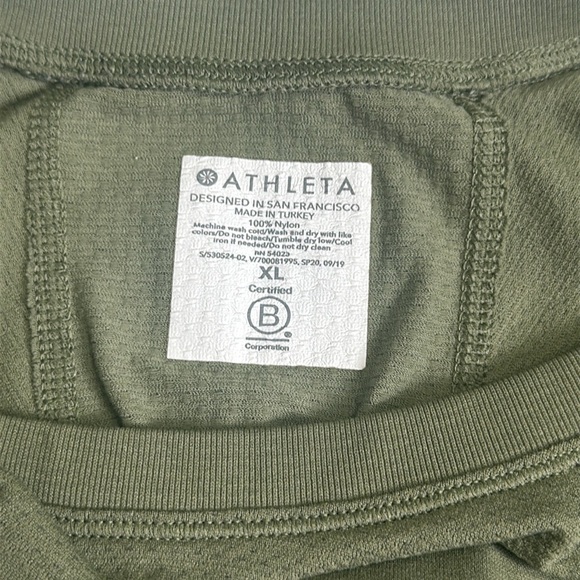 ATHLETA
DESIGNED IN SAN FRANCISCO
MADE IN TURKEY
100% Nylon
Machine wash cold/Wash and dry with like
colors/Do not bleach/Tumble dry low/Cool
iron if needed/Do not dry clean
RN 54023
S/530524-02, V/700081995, SP20, 09/19
XL
Certified
B
®
Corporation